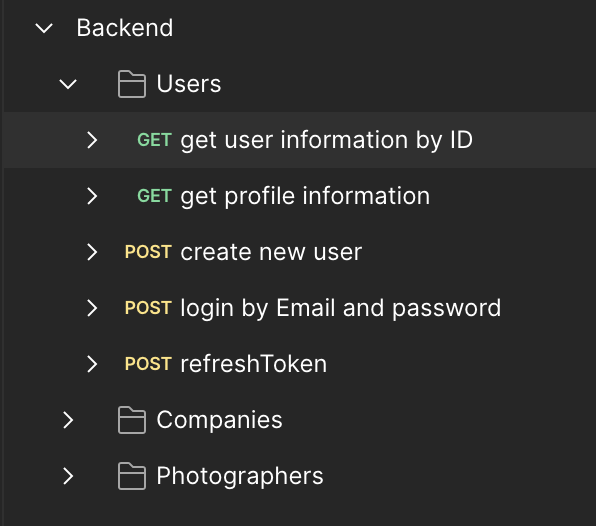 Backend
Users
GET get user information by ID
GET get profile information
POST create new user
POST login by Email and password
POST refreshToken
Companies
Photographers